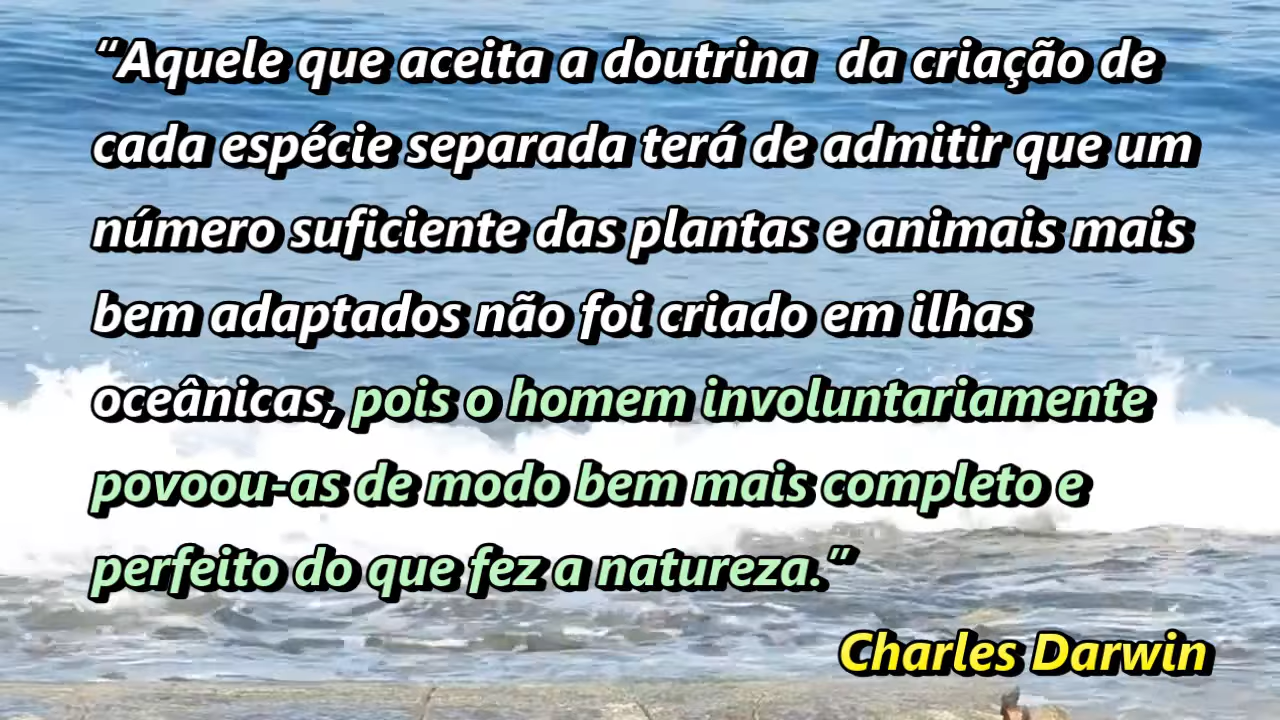 “Aquele que aceita a doutrina da criação de
cada espécie separada terá de admitir que um
número suficiente das plantas e animais mais
bem adaptados não foi criado em ilhas
oceânicas, pois o homem involuntariamente
povoou-as de modo bem mais completo e
perfeito do que fez a natureza.”
Charles Darwin